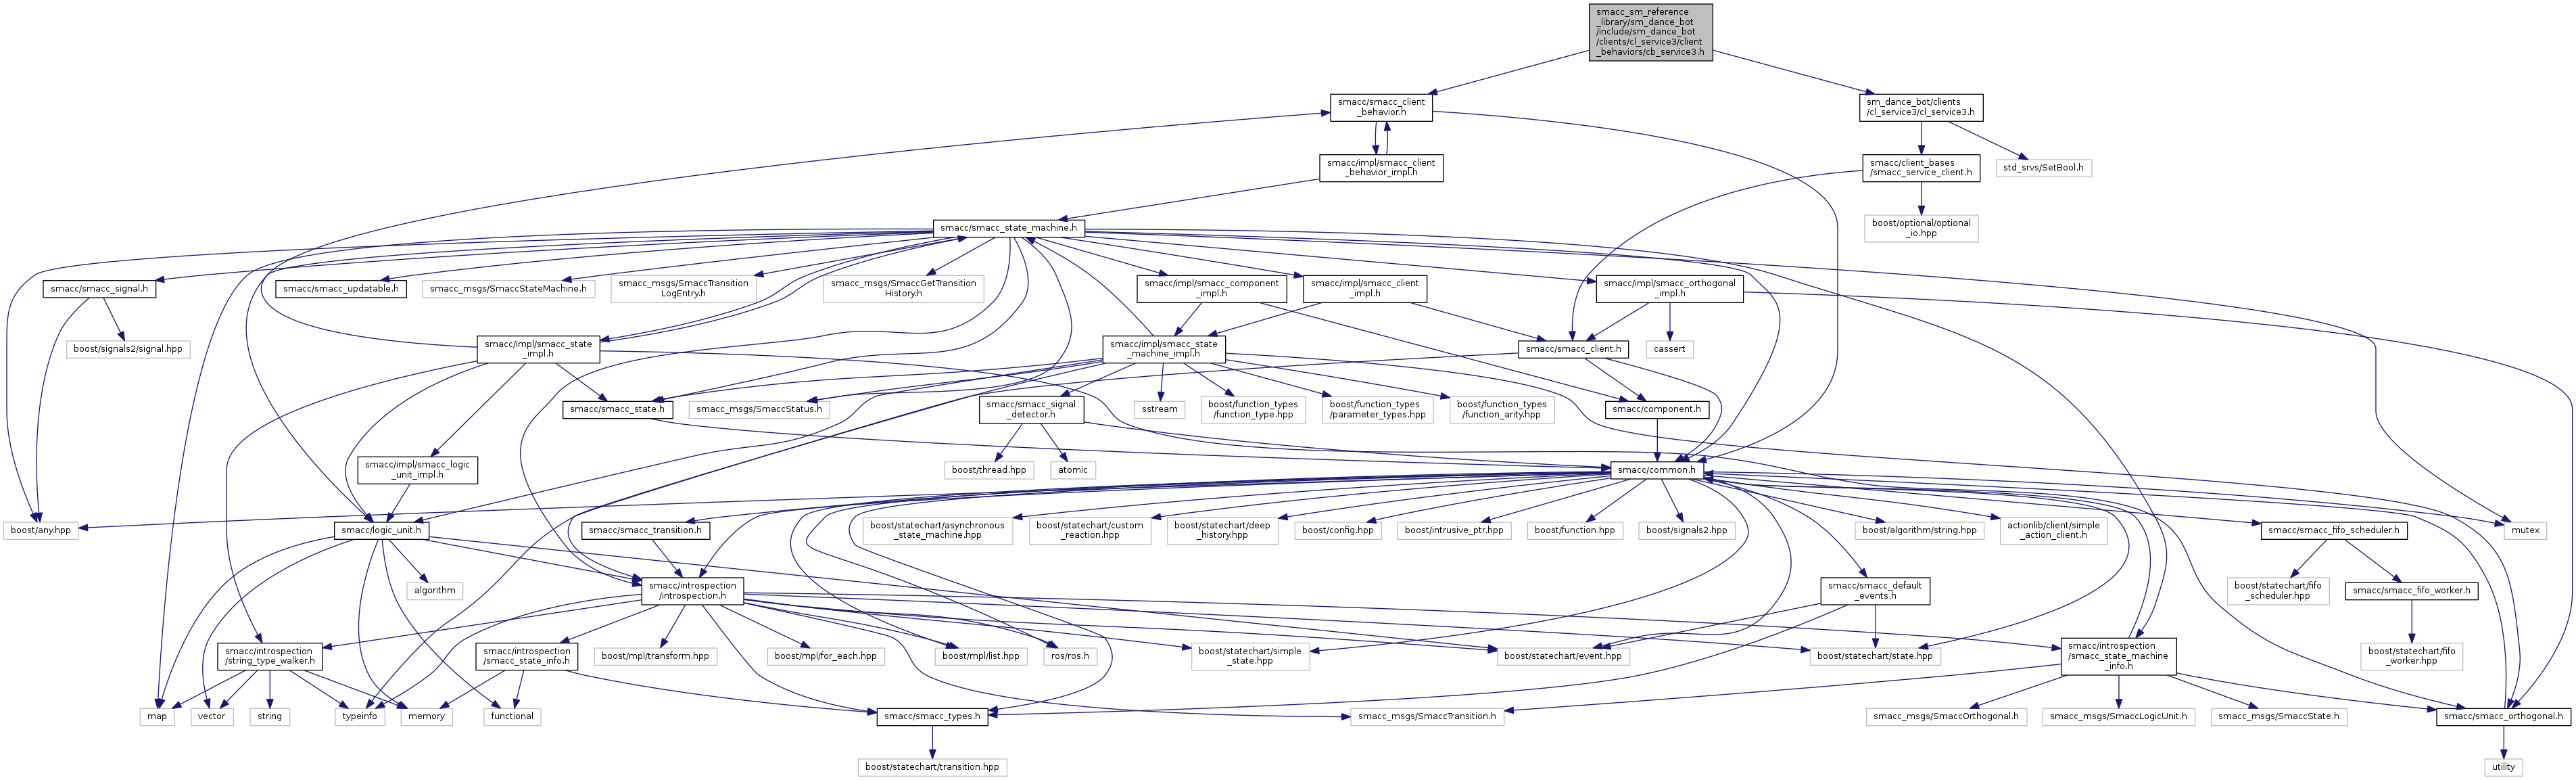 smacc_sm_reference
_library/sm_dance_bot
/include/sm_dance_bot
/clients/cl_service3/client
_behaviors/cb_service3.h
smacc/smacc_client
_behavior.h
sm_dance_bot/clients
/cl_service3/cl_service3.h
smacc/impl/smacc_client
_behavior_impl.h
smacc/client_bases
/smacc_service_client.h
std_srvs/SetBool.h
smacc/smacc_state_machine.h
boost/optional/optional
_io.hpp
smacc/smacc_signal.h
smacc/smacc_updatable.h
smacc_msgs/SmaccStateMachine.h
smacc_msgs/SmaccTransition
LogEntry.h
smacc_msgs/SmaccGetTransition
History.h
smacc/impl/smacc_component
_impl.h
smacc/impl/smacc_client
_impl.h
smacc/impl/smacc_orthogonal
_impl.h
boost/signals2/signal.hpp
smacc/impl/smacc_state
_impl.h
smacc/impl/smacc_state
_machine_impl.h
smacc/smacc_client.h
cassert
smacc/smacc_state.h
smacc_msgs/SmaccStatus.h
smacc/smacc_signal
_detector.h
sstream
boost/function_types
/function_type.hpp
boost/function_types
/parameter_types.hpp
boost/function_types
/function_arity.hpp
smacc/component.h
smacc/impl/smacc_logic
_unit_impl.h
boost/thread.hpp
atomic
smacc/common.h
boost/any.hpp
smacc/logic_unit.h
smacc/smacc_transition.h
boost/statechart/asynchronous
_state_machine.hpp
boost/statechart/custom
_reaction.hpp
boost/statechart/deep
_history.hpp
boost/config.hpp
boost/intrusive_ptr.hpp
boost/function.hpp
boost/signals2.hpp
boost/algorithm/string.hpp
actionlib/client/simple
_action_client.h
smacc/smacc_fifo_scheduler.h
mutex
algorithm
smacc/introspection
/introspection.h
smacc/smacc_default
_events.h
boost/statechart/fifo
_scheduler.hpp
smacc/smacc_fifo_worker.h
smacc/introspection
/string_type_walker.h
smacc/introspection
/smacc_state_info.h
boost/mpl/transform.hpp
boost/mpl/for_each.hpp
boost/mpl/list.hpp
ros/ros.h
boost/statechart/simple
_state.hpp
boost/statechart/event.hpp
boost/statechart/state.hpp
smacc/introspection
/smacc_state_machine
_info.h
boost/statechart/fifo
_worker.hpp
map
vector
string
typeinfo
memory
functional
smacc/smacc_types.h
smacc_msgs/SmaccTransition.h
smacc_msgs/SmaccOrthogonal.h
smacc_msgs/SmaccLogicUnit.h
smacc_msgs/SmaccState.h
smacc/smacc_orthogonal.h
boost/statechart/transition.hpp
utility